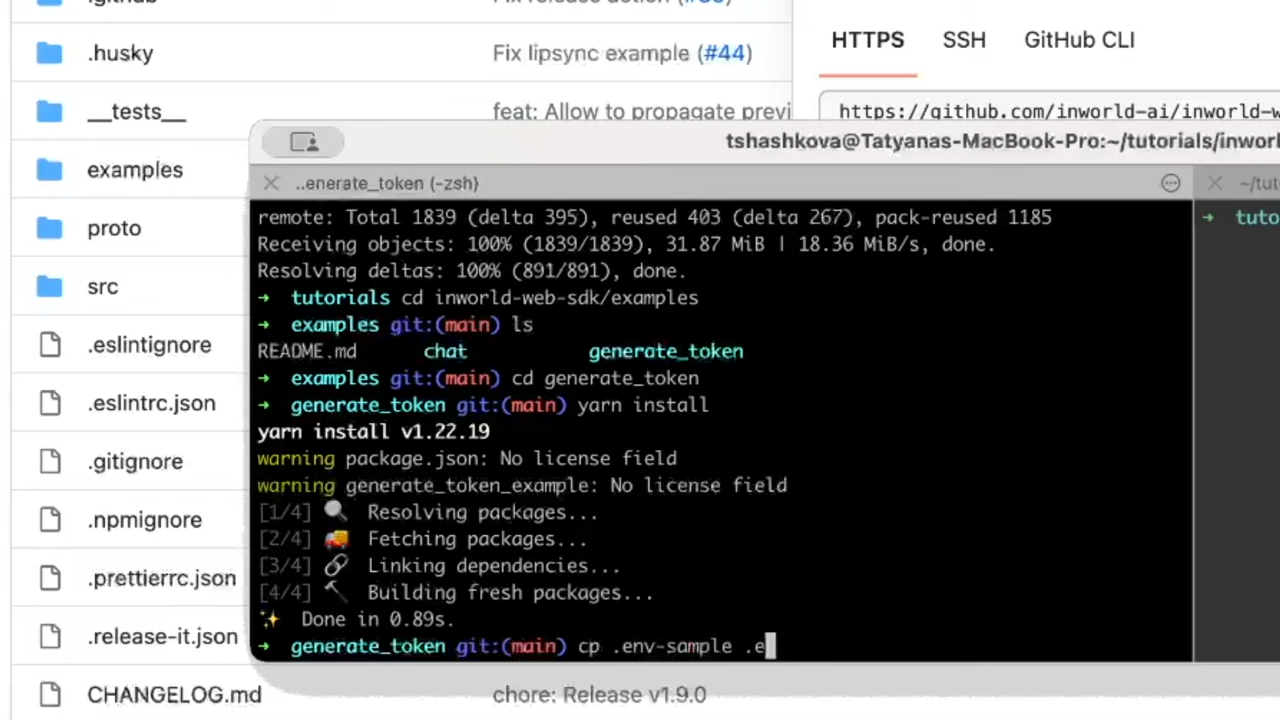 .github Fix release action
.husky Fix lipsync example (#44)
__tests__ feat: Allow to propagate previ
examples
proto
src
.eslintignore
.eslintrc.json
.gitignore
.npmignore
.prettierrc.json
.release-it.json
CHANGELOG.md chore: Release v1.9.0
HTTPS SSH GitHub CLI
https://github.com/inworld-ai/inworld-w
tshashkova@Tatyanas-MacBook-Pro:~/tutorials/inworl
..enerate_token (-zsh)
~/tut
remote: Total 1839 (delta 395), reused 403 (delta 267), pack-reused 1185
Receiving objects: 100% (1839/1839), 31.87 MiB | 18.36 MiB/s, done.
Resolving deltas: 100% (891/891), done.
➜ tutorials cd inworld-web-sdk/examples
➜ examples git:(main) ls
README.md chat generate_token
➜ examples git:(main) cd generate_token
➜ generate_token git:(main) yarn install
yarn install v1.22.19
warning package.json: No license field
warning generate_token_example: No license field
[1/4] 🔍 Resolving packages...
[2/4] 🚚 Fetching packages...
[3/4] 🔗 Linking dependencies...
[4/4] 🔨 Building fresh packages...
✨ Done in 0.89s.
➜ generate_token git:(main) cp .env-sample .e
➜ tuto